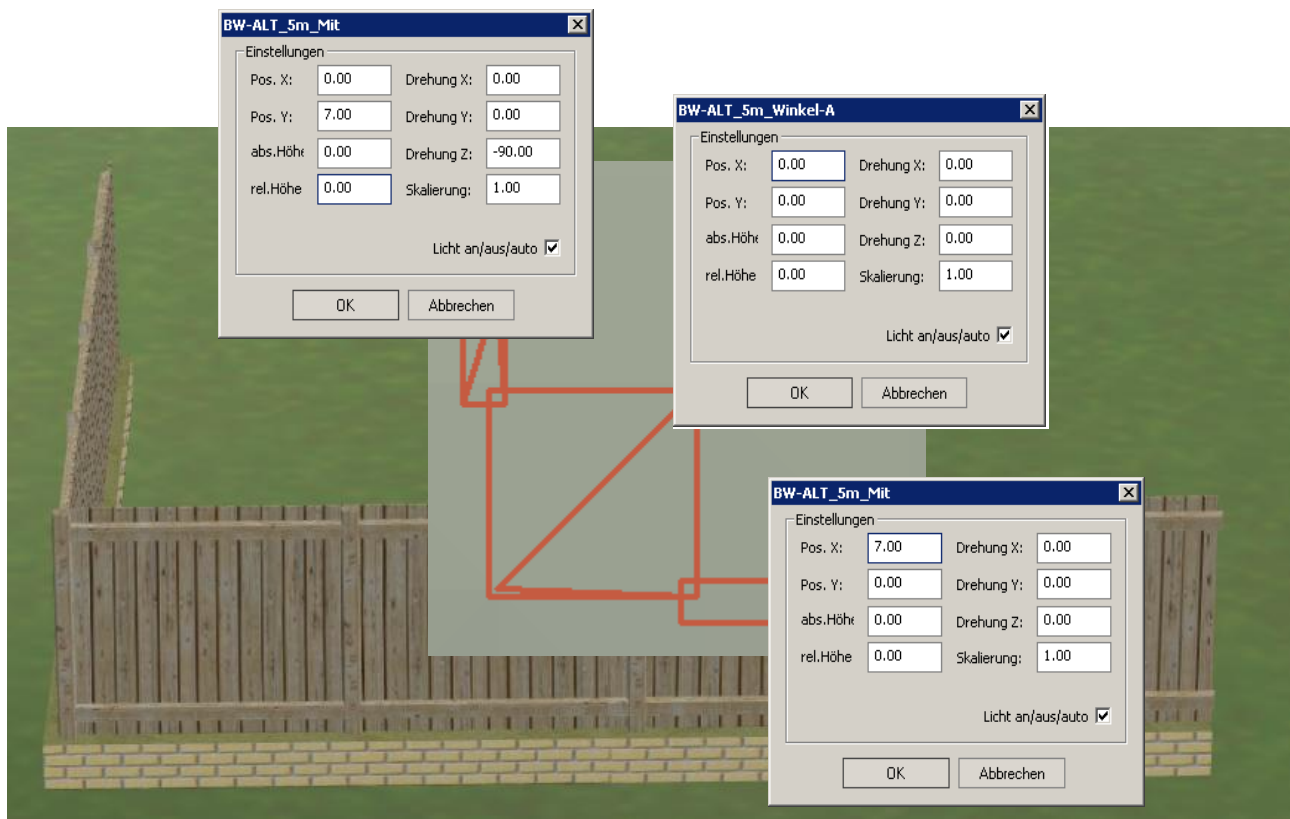 BW-ALT_5m_Mit
Einstellungen
Pos. X: 0.00 Drehung X: 0.00
Pos. Y: 7.00 Drehung Y: 0.00
abs.Höhe 0.00 Drehung Z: -90.00
rel.Höhe 0.00 Skalierung: 1.00
Licht an/aus/auto
OK Abbrechen
BW-ALT_5m_Winkel-A
Einstellungen
Pos. X: 0.00 Drehung X: 0.00
Pos. Y: 0.00 Drehung Y: 0.00
abs.Höhe 0.00 Drehung Z: 0.00
rel.Höhe 0.00 Skalierung: 1.00
Licht an/aus/auto
OK Abbrechen
BW-ALT_5m_Mit
Einstellungen
Pos. X: 7.00 Drehung X: 0.00
Pos. Y: 0.00 Drehung Y: 0.00
abs.Höhe 0.00 Drehung Z: 0.00
rel.Höhe 0.00 Skalierung: 1.00
Licht an/aus/auto
OK Abbrechen